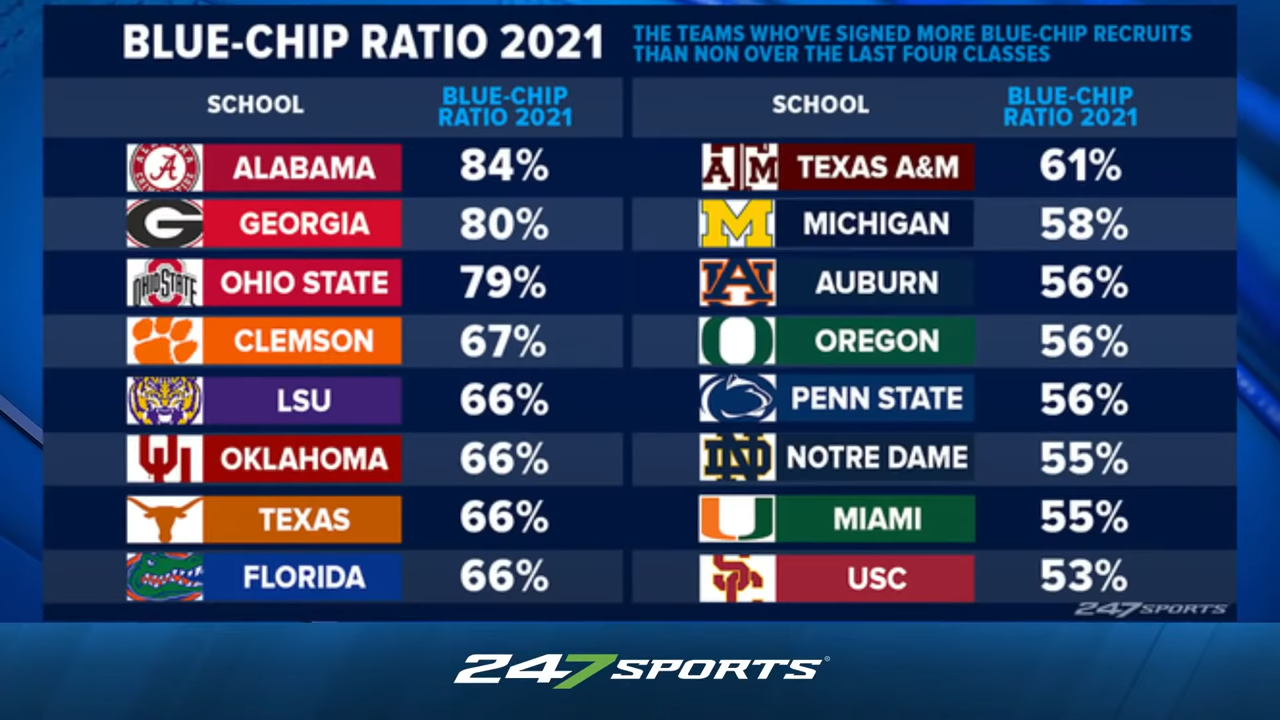 BLUE-CHIP RATIO 2021
THE TEAMS WHO'VE SIGNED MORE BLUE-CHIP RECRUITS
THAN NON OVER THE LAST FOUR CLASSES
SCHOOL
BLUE-CHIP
RATIO 2021
SCHOOL
BLUE-CHIP
RATIO 2021
ALABAMA 84%
GEORGIA 80%
OHIO STATE 79%
CLEMSON 67%
LSU 66%
OKLAHOMA 66%
TEXAS 66%
FLORIDA 66%
TEXAS A&M 61%
MICHIGAN 58%
AUBURN 56%
OREGON 56%
PENN STATE 56%
NOTRE DAME 55%
MIAMI 55%
USC 53%
247SPORTS
247SPORTS®